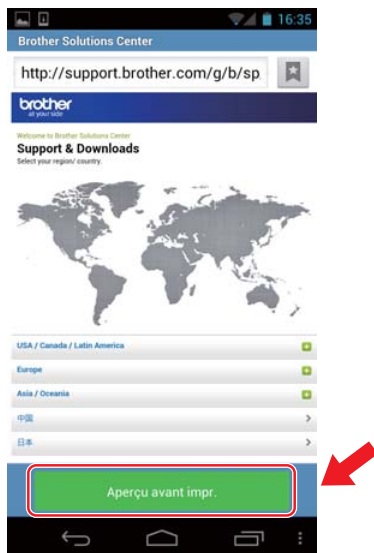 16:35
Brother Solutions Center
http://support.brother.com/g/b/sp
brother
at your side
Welcome to Brother Solutions Center
Support & Downloads
Select your region/ country.
USA / Canada / Latin America
Europe
Asia / Oceania
中国
日本
Aperçu avant impr.